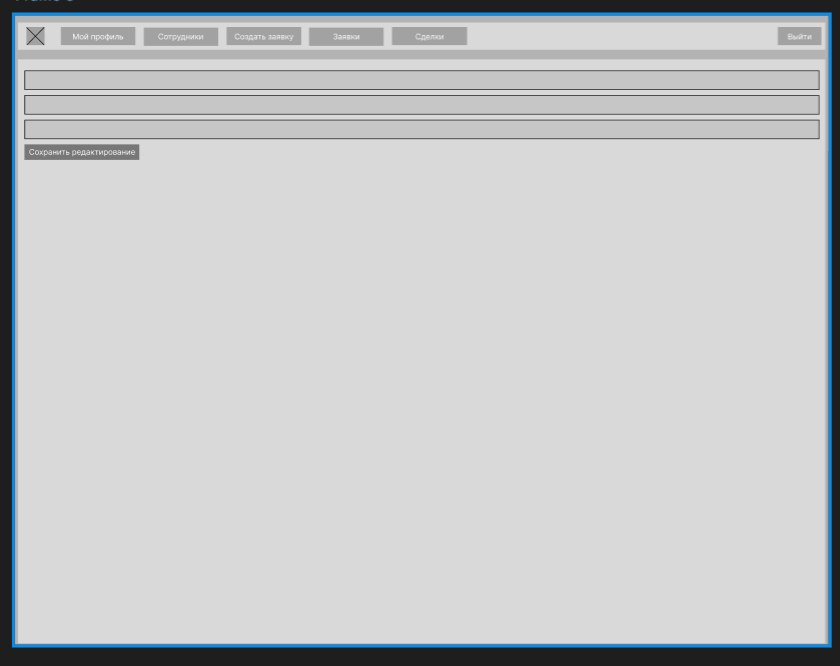 Мой профиль
Сотрудники
Создать заявку
Заявки
Сделки
Выйти
Сохранить редактирование